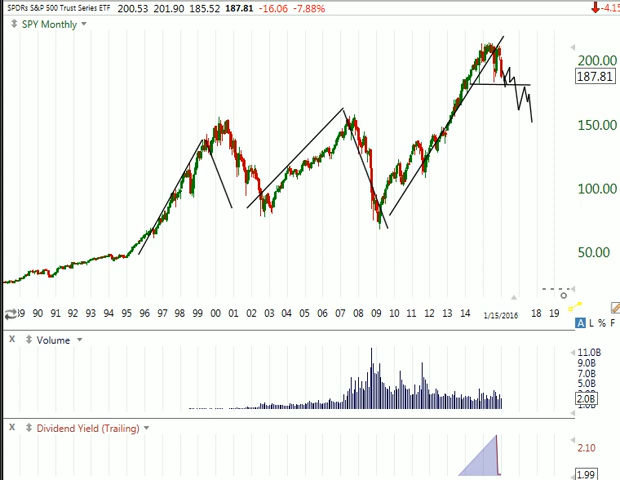 SPDRs S&P 500 Trust Series ETF 200.53 201.90 185.52 187.81 -16.06 -7.88% -4.15
SPY Monthly
200.00
187.81
150.00
100.00
50.00
89 90 91 92 93 94 95 96 97 98 99 00 01 02 03 04 05 06 07 08 09 10 11 12 13 14 1/15/2016 18 19
A L % F
X Volume
11.0B
9.0B
7.0B
5.0B
2.0B
1.0B
X Dividend Yield (Trailing)
2.10
1.99